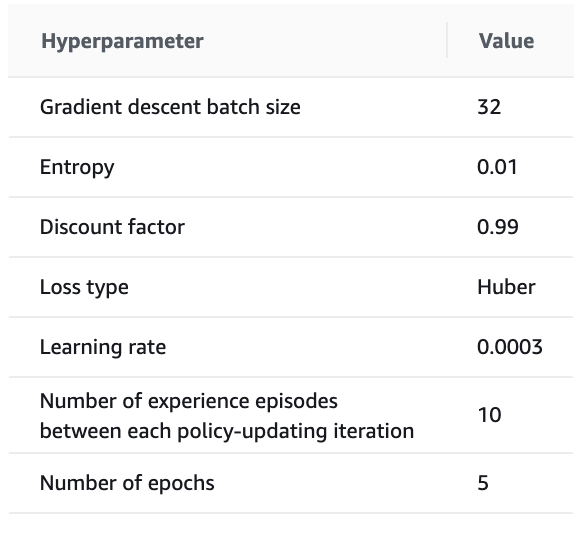 Hyperparameter Value
Gradient descent batch size 32
Entropy 0.01
Discount factor 0.99
Loss type Huber
Learning rate 0.0003
Number of experience episodes
between each policy-updating iteration 10
Number of epochs 5